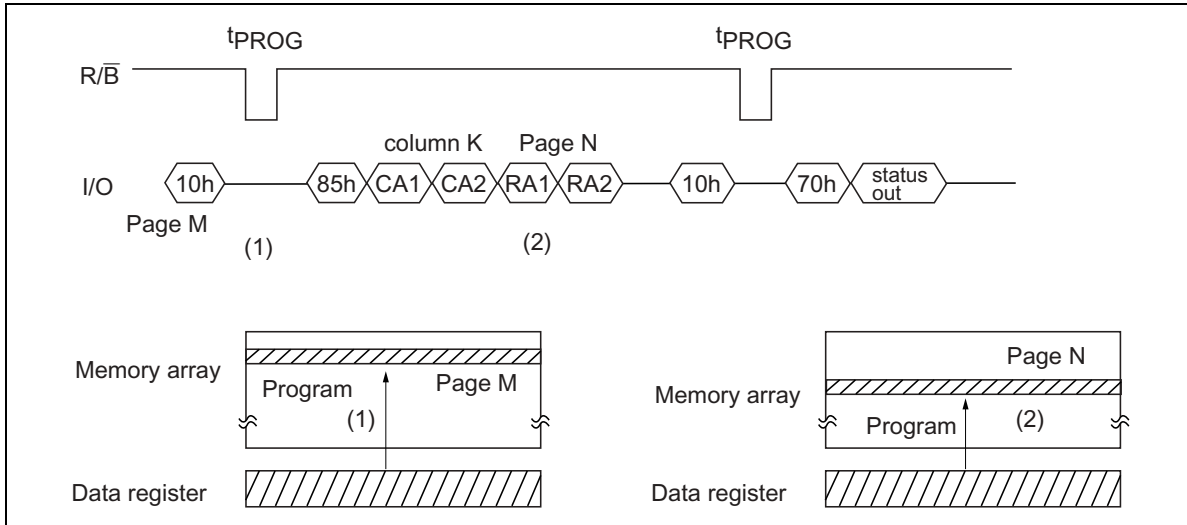 tPROG tPROG
R/B̅
column K Page N
I/O 10h 85h CA1 CA2 RA1 RA2 10h 70h status out
Page M
(1) (2)
Memory array Program (1) Page M
Data register
Memory array Page N Program (2)
Data register